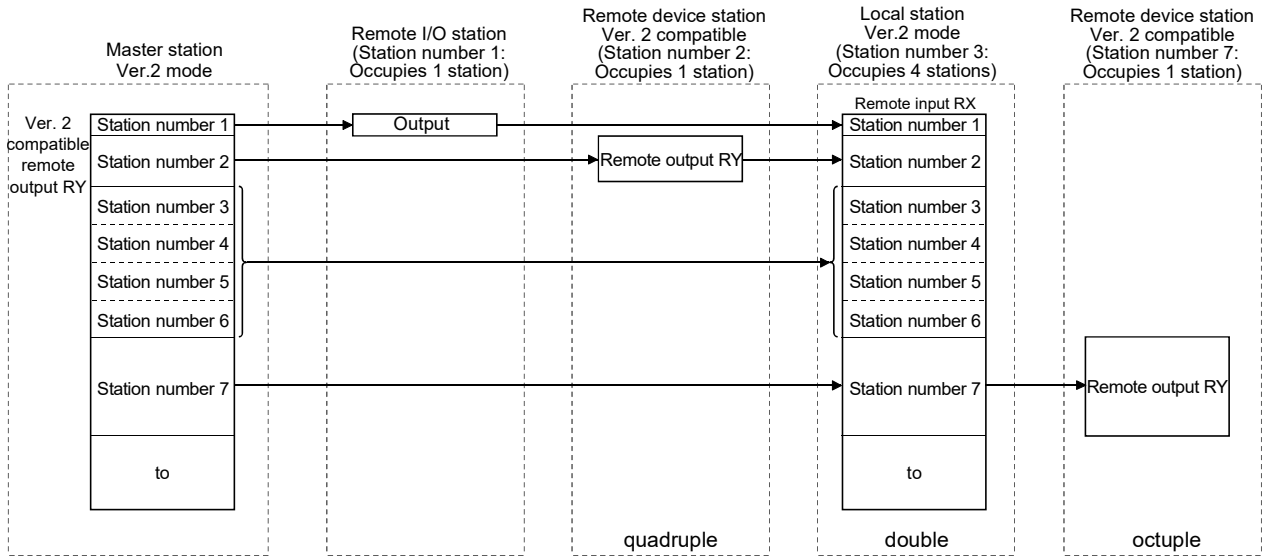 Master station
Ver.2 mode
Remote I/O station
(Station number 1:
Occupies 1 station)
Remote device station
Ver. 2 compatible
(Station number 2:
Occupies 1 station)
Local station
Ver.2 mode
(Station number 3:
Occupies 4 stations)
Remote device station
Ver. 2 compatible
(Station number 7:
Occupies 1 station)
Ver. 2
compatible
remote
output RY
Station number 1
Station number 2
Station number 3
Station number 4
Station number 5
Station number 6
Station number 7
to
Output
Remote output RY
quadruple
Remote input RX
Station number 1
Station number 2
Station number 3
Station number 4
Station number 5
Station number 6
Station number 7
to
double
Remote output RY
octuple